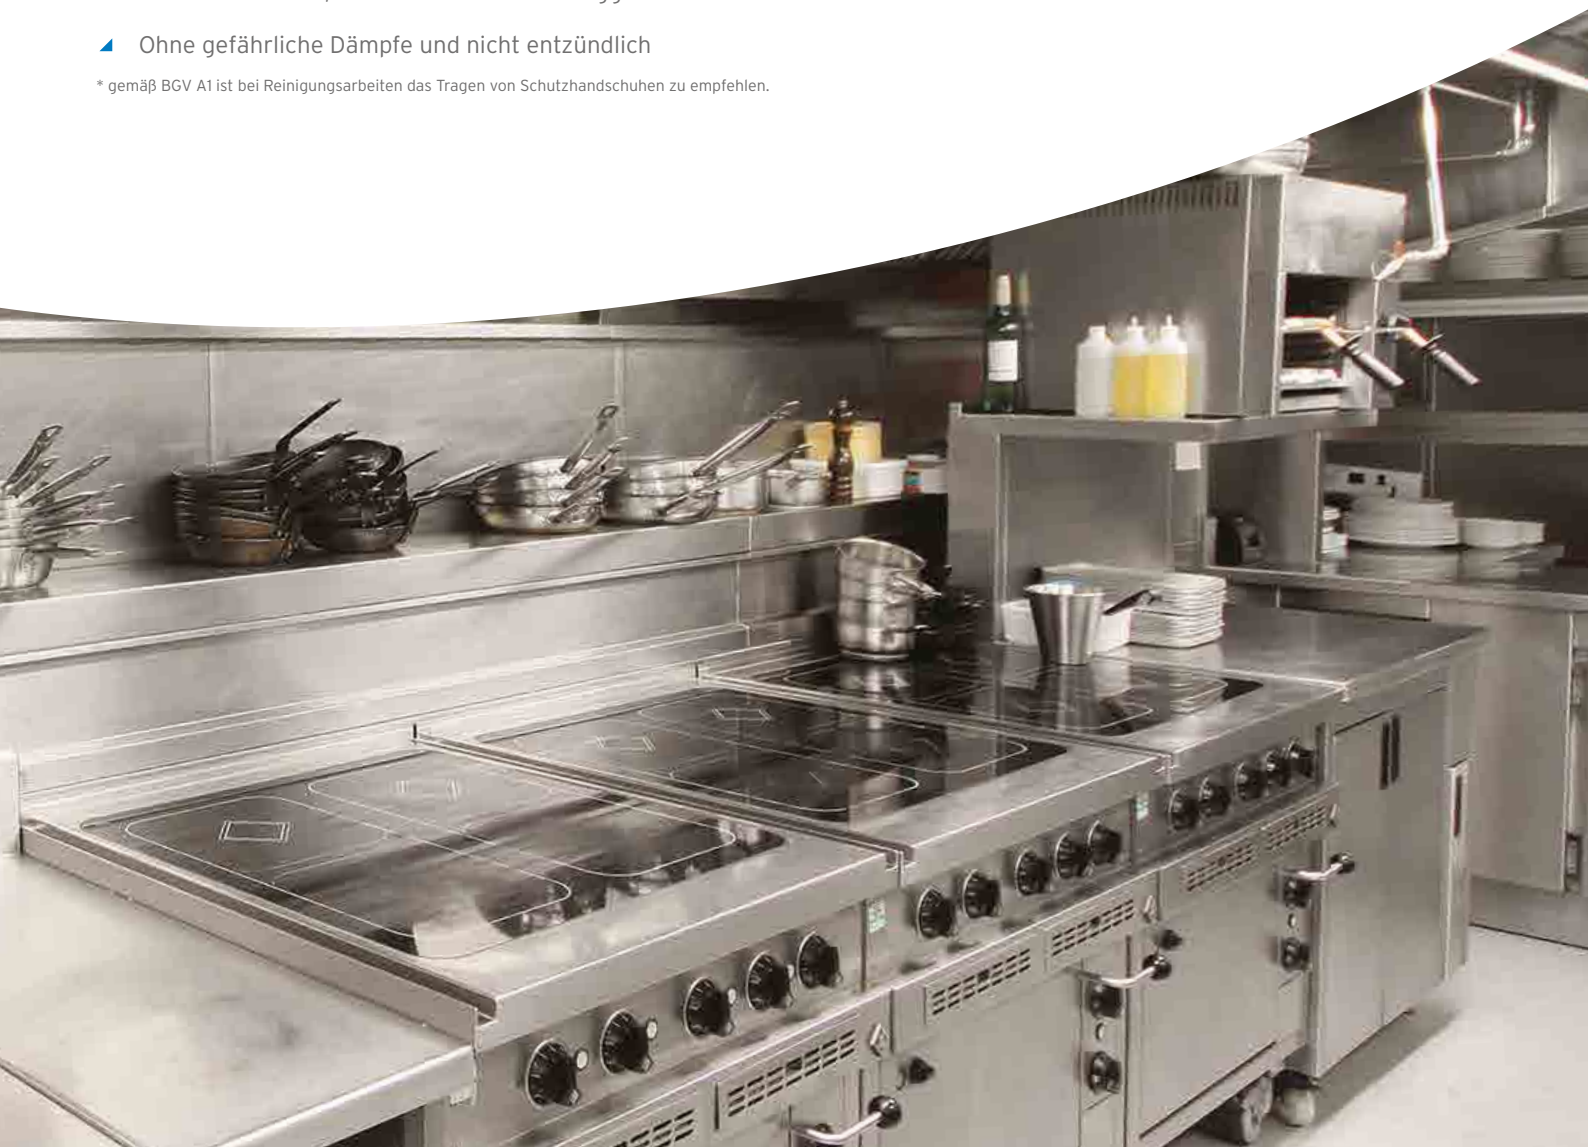 Ohne gefährliche Dämpfe und nicht entzündlich
* gemäß BGV A1 ist bei Reinigungsarbeiten das Tragen von Schutzhandschuhen zu empfehlen.